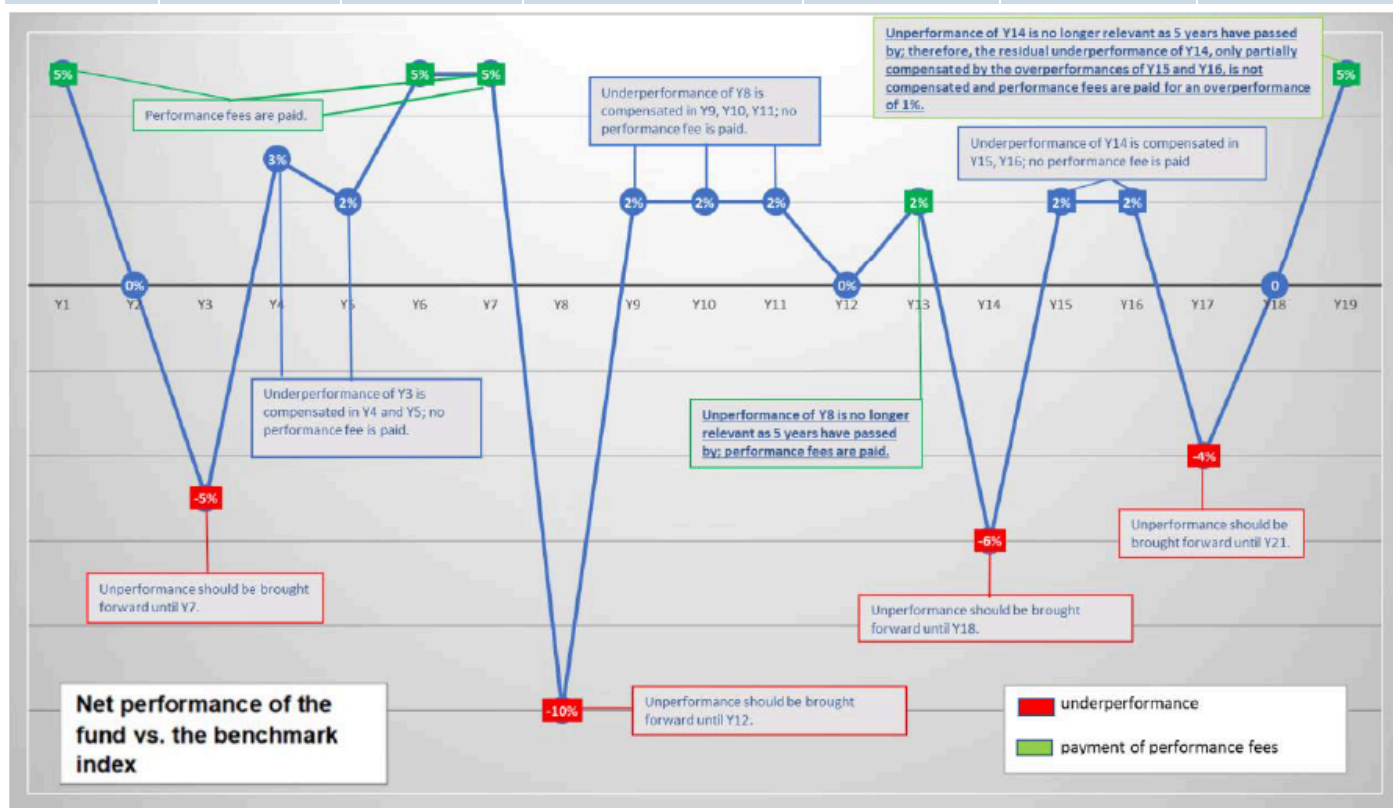 Unperformance of Y14 is no longer relevant as 5 years have passed
by; therefore, the residual underperformance of Y14, only partially
compensated by the overperformances of Y15 and Y16, is not
compensated and performance fees are paid for an overperformance
of 1%.
5%
5%
5%
5%
Performance fees are paid.
Underperformance of Y8 is
compensated in Y9, Y10, Y11; no
performance fee is paid.
Underperformance of Y14 is compensated in
Y15, Y16; no performance fee is paid
3%
2%
2%
2%
2%
2%
2%
2%
0%
0%
0
Y1
Y2
Y3
Y4
Y5
Y6
Y7
Y8
Y9
Y10
Y11
Y12
Y13
Y14
Y15
Y16
Y17
Y18
Y19
Underperformance of Y3 is
compensated in Y4 and Y5; no
performance fee is paid.
Unperformance of Y8 is no longer
relevant as 5 years have passed
by; performance fees are paid.
-5%
-4%
-6%
-10%
Unperformance should be
brought forward until Y21.
Unperformance should be brought
forward until Y7.
Unperformance should be brought
forward until Y18.
Unperformance should be brought
forward until Y12.
Net performance of the
fund vs. the benchmark
index
underperformance
payment of performance fees